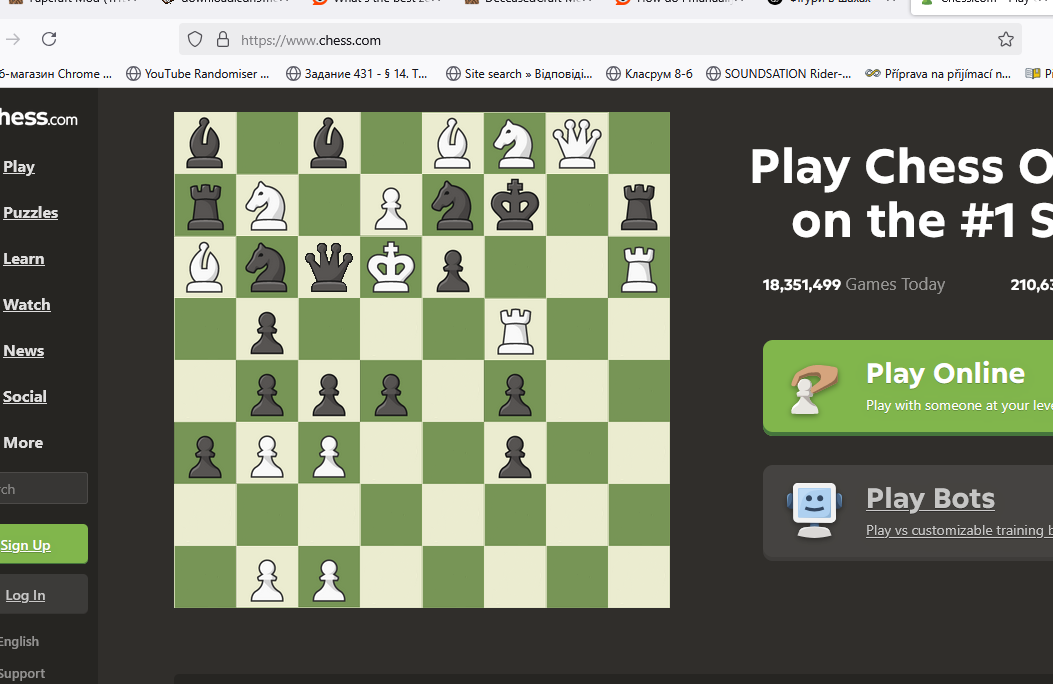 https://www.chess.com
б-магазин Chrome ... YouTube Randomiser ... Задание 431 - § 14. Т... Site search » Відповіді... Класрум 8-б SOUNDSATION Rider-... Příprava na přijímací n...
hess.com
Play
Puzzles
Learn
Watch
News
Social
More
rch
Sign Up
Log In
English
Support
Play Chess O
on the #1 S
18,351,499 Games Today 210,63
Play Online
Play with someone at your leve
Play Bots
Play vs customizable training b